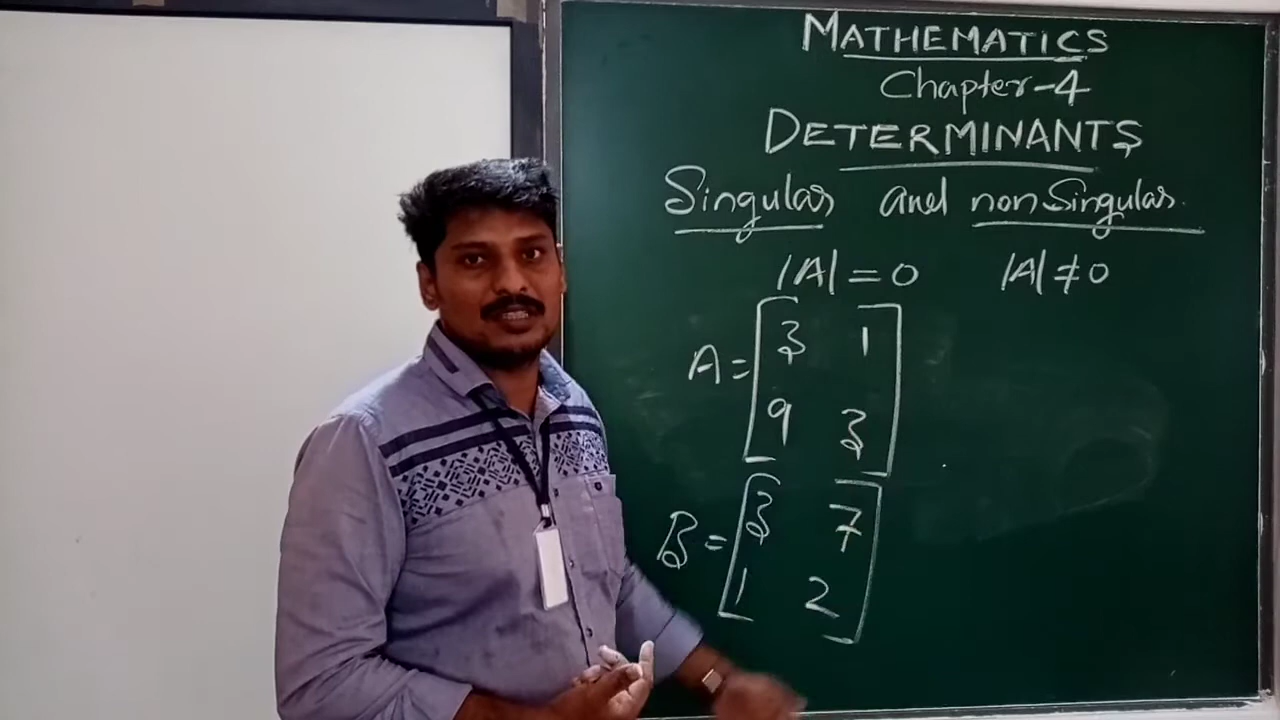 MATHEMATICS
Chapter-4
DETERMINANTS
Singular and nonSingular.
|A| = 0 |A| ≠ 0
3 1
A =
9 3
3 7
B =
1 2